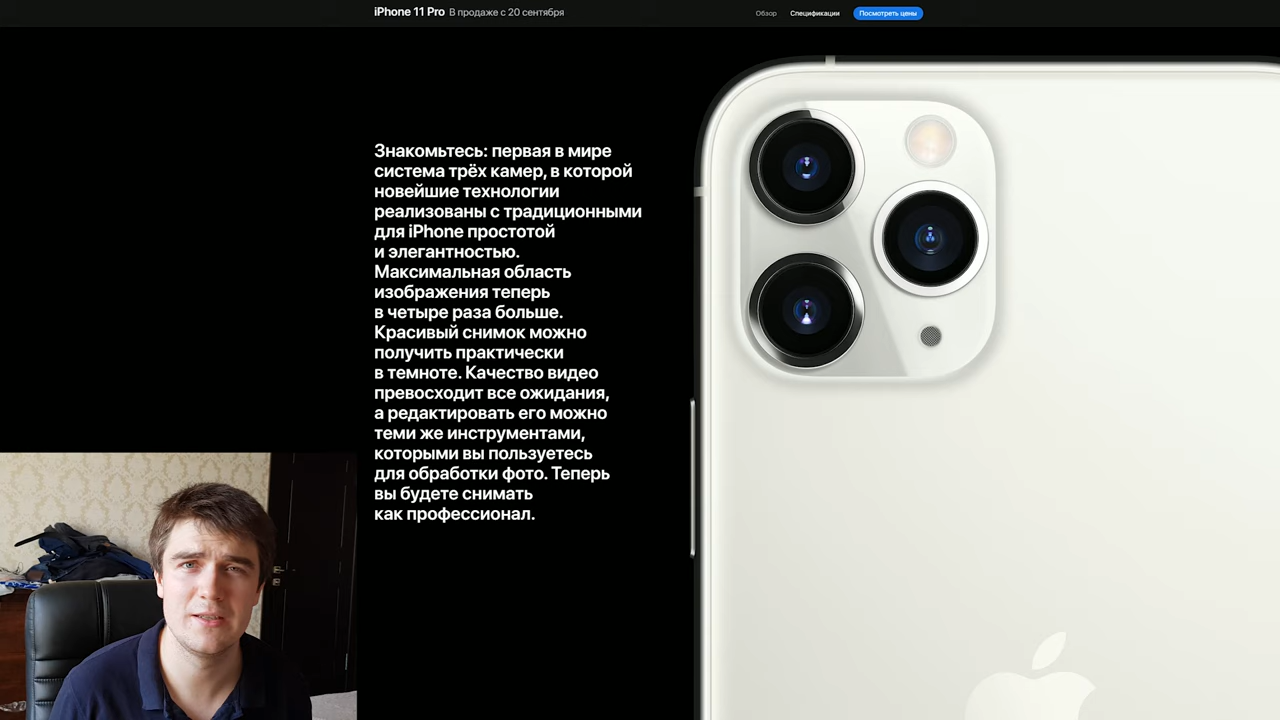 iPhone 11 Pro В продаже с 20 сентября
Обзор Спецификации Посмотреть цены
Знакомьтесь: первая в мире
система трёх камер, в которой
новейшие технологии
реализованы с традиционными
для iPhone простотой
и элегантностью.
Максимальная область
изображения теперь
в четыре раза больше.
Красивый снимок можно
получить практически
в темноте. Качество видео
превосходит все ожидания,
а редактировать его можно
теми же инструментами,
которыми вы пользуетесь
для обработки фото. Теперь
вы будете снимать
как профессионал.